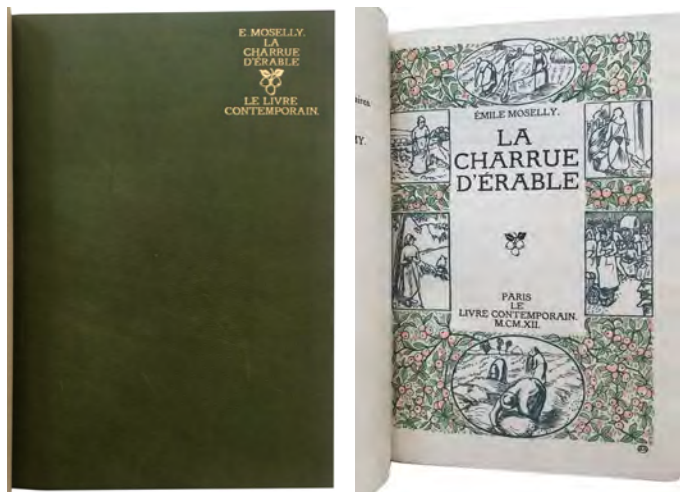 E. MOSELLY.
LA
CHARRUE
D'ÉRABLE
LE LIVRE
CONTEMPORAIN.
ÉMILE MOSELLY.
LA
CHARRUE
D'ÉRABLE
PARIS
LE
LIVRE CONTEMPORAIN.
M.CM.XII.